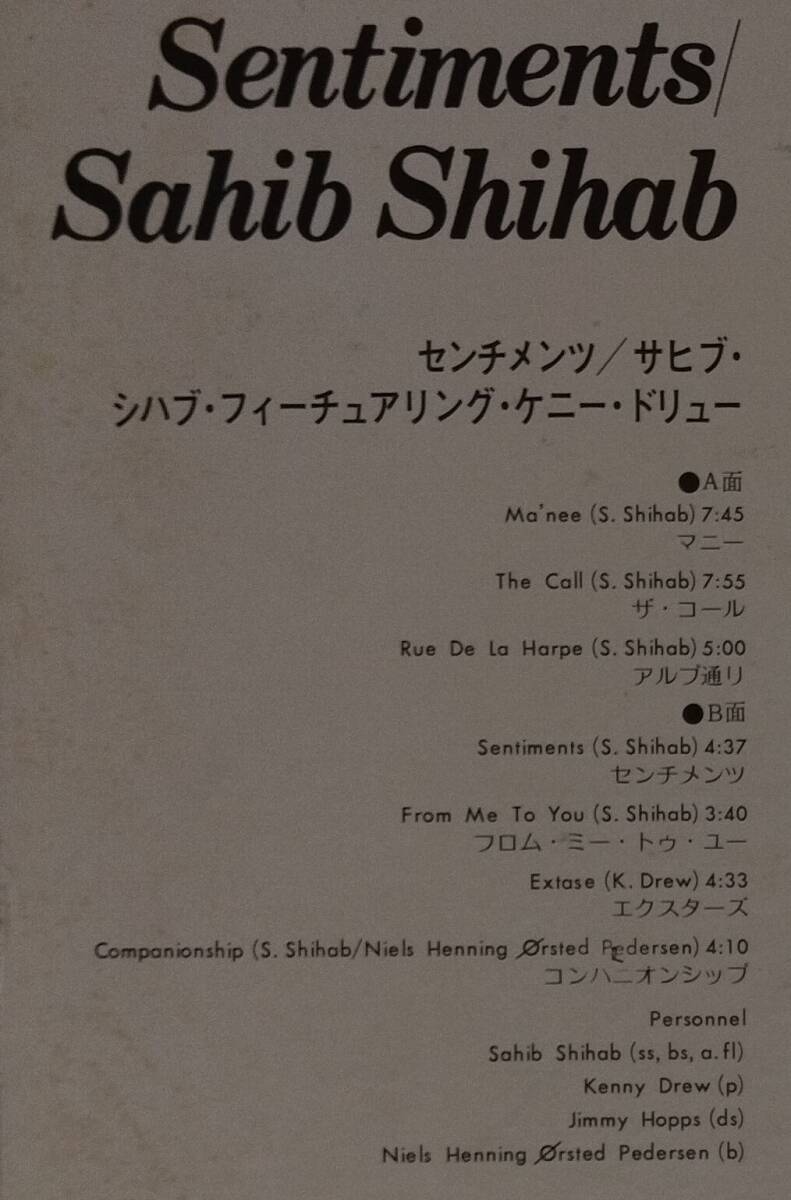 Sentiments/
Sahib Shihab
センチメンツ/サヒブ・
シハブ・フィーチュアリング・ケニー・ドリュー
●A面
Ma'nee (S. Shihab) 7:45
マニー
The Call (S. Shihab) 7:55
ザ・コール
Rue De La Harpe (S. Shihab) 5:00
アルプ通り
●B面
Sentiments (S. Shihab) 4:37
センチメンツ
From Me To You (S. Shihab) 3:40
フロム・ミー・トゥ・ユー
Extase (K. Drew) 4:33
エクスターズ
Companionship (S. Shihab/Niels Henning Ørsted Pedersen) 4:10
コンパニオンシップ
Personnel
Sahib Shihab (ss, bs, a.fl)
Kenny Drew (p)
Jimmy Hopps (ds)
Niels Henning Ørsted Pedersen (b)